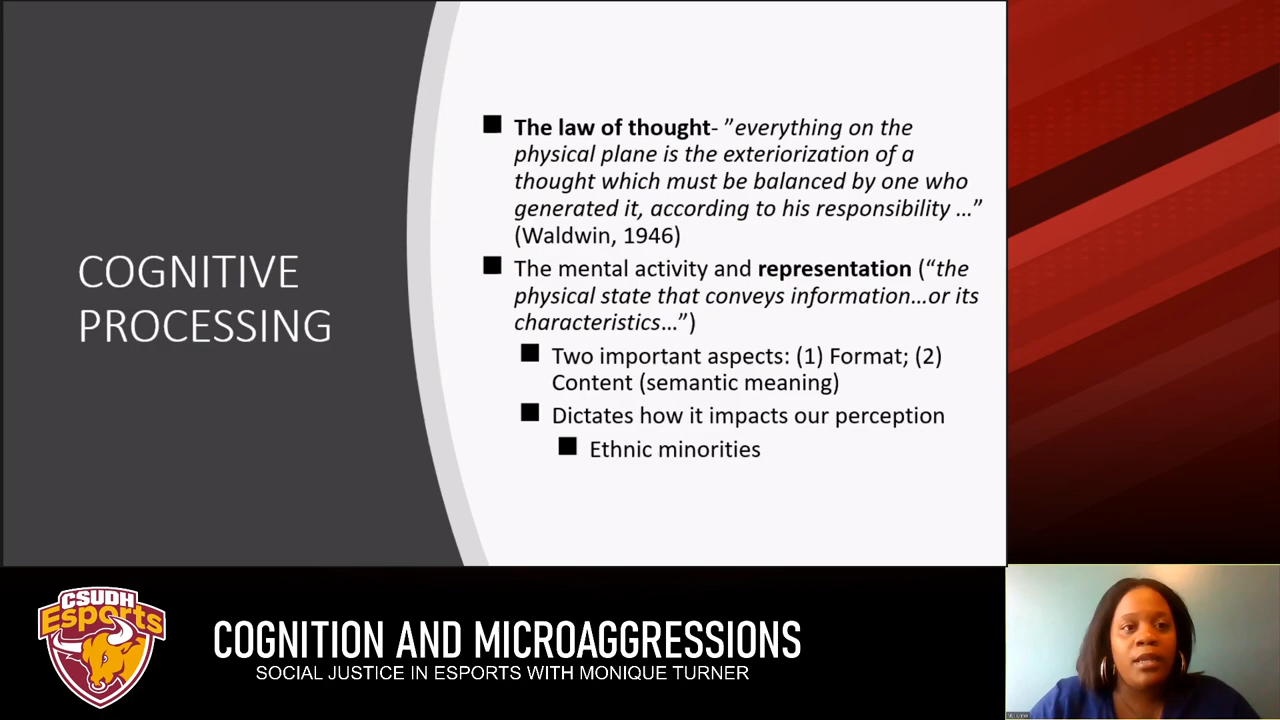 COGNITIVE
PROCESSING
■ The law of thought- ”everything on the
physical plane is the exteriorization of a
thought which must be balanced by one who
generated it, according to his responsibility …”
(Waldwin, 1946)
■ The mental activity and representation (“the
physical state that conveys information…or its
characteristics…”)
■ Two important aspects: (1) Format; (2)
Content (semantic meaning)
■ Dictates how it impacts our perception
■ Ethnic minorities
CSUDH
Esports
COGNITION AND MICROAGGRESSIONS
SOCIAL JUSTICE IN ESPORTS WITH MONIQUE TURNER